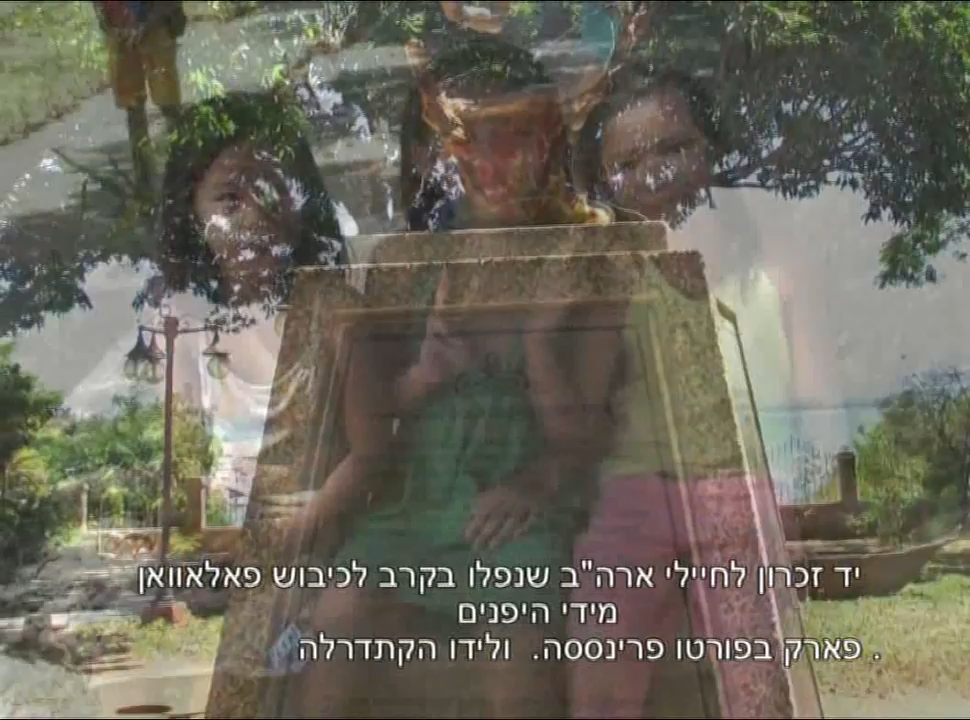 יד זכרון לחיילי ארה"ב שנפלו בקרב לכיבוש פאלאוואן
מידי היפנים
פארק בפורטו פרינססה.  ולידו הקתדרלה .